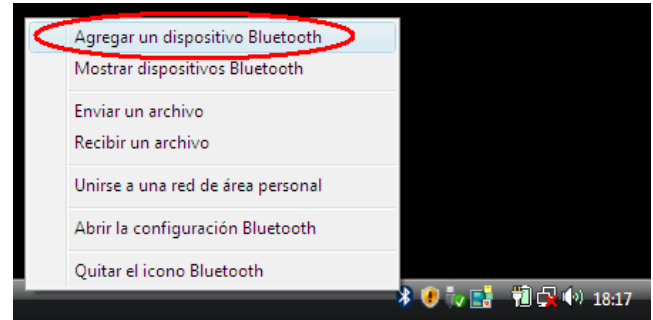 Agregar un dispositivo Bluetooth
Mostrar dispositivos Bluetooth
Enviar un archivo
Recibir un archivo
Unirse a una red de área personal
Abrir la configuración Bluetooth
Quitar el icono Bluetooth
18:17